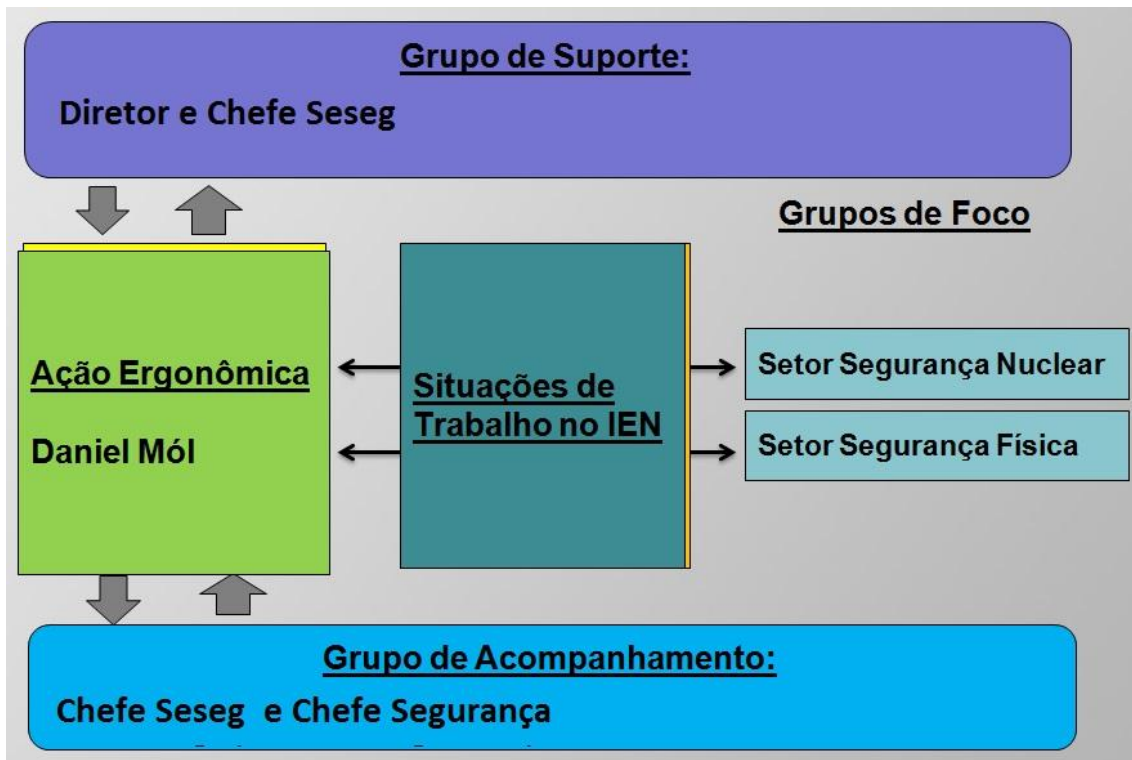 Grupo de Suporte:
Diretor e Chefe Seseg
Grupos de Foco
Ação Ergonômica
Daniel Mól
Situações de
Trabalho no IEN
Setor Segurança Nuclear
Setor Segurança Física
Grupo de Acompanhamento:
Chefe Seseg e Chefe Segurança